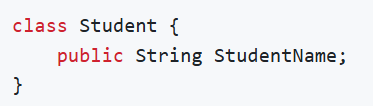 class Student {
    public String StudentName;
}